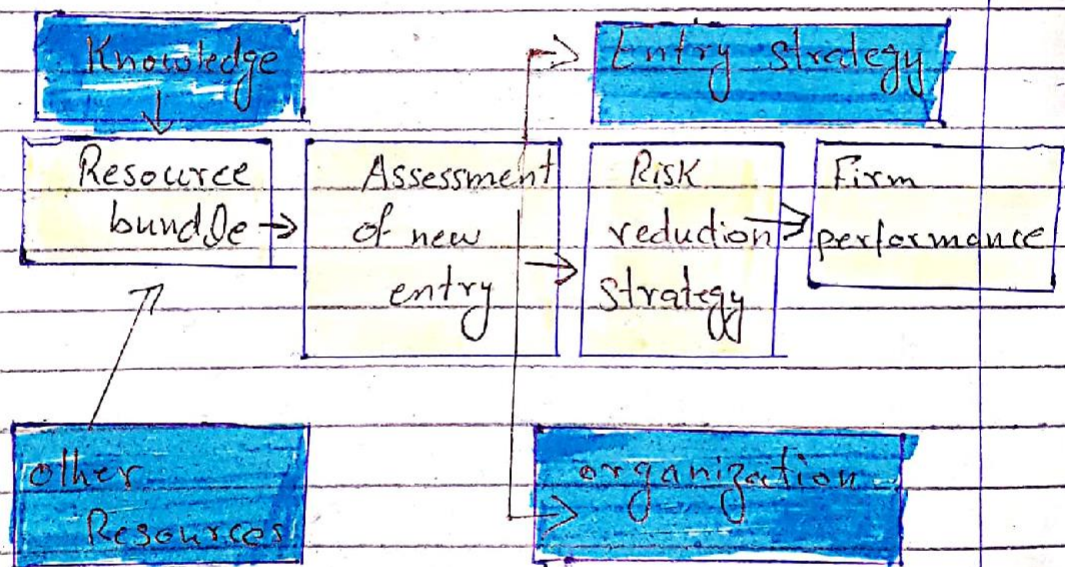 Knowledge
Entry strategy
Resource
bundle
Assessment
of new
entry
Risk
reduction
strategy
Firm
performance
other
Resources
organization